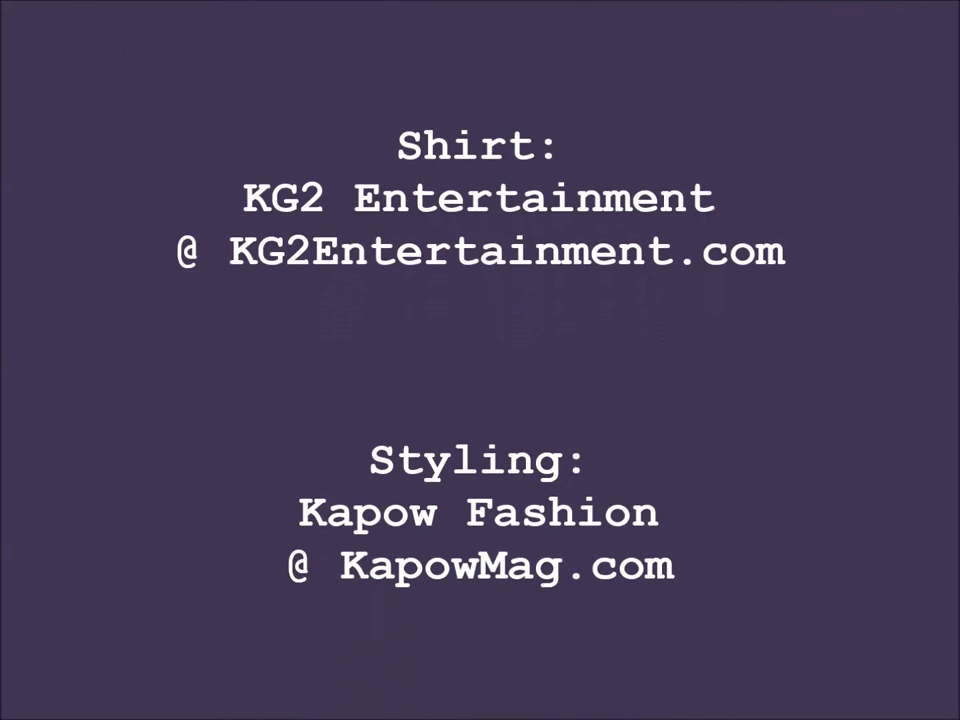 Shirt:
KG2 Entertainment
@ KG2Entertainment.com
Styling:
Kapow Fashion
@ KapowMag.com